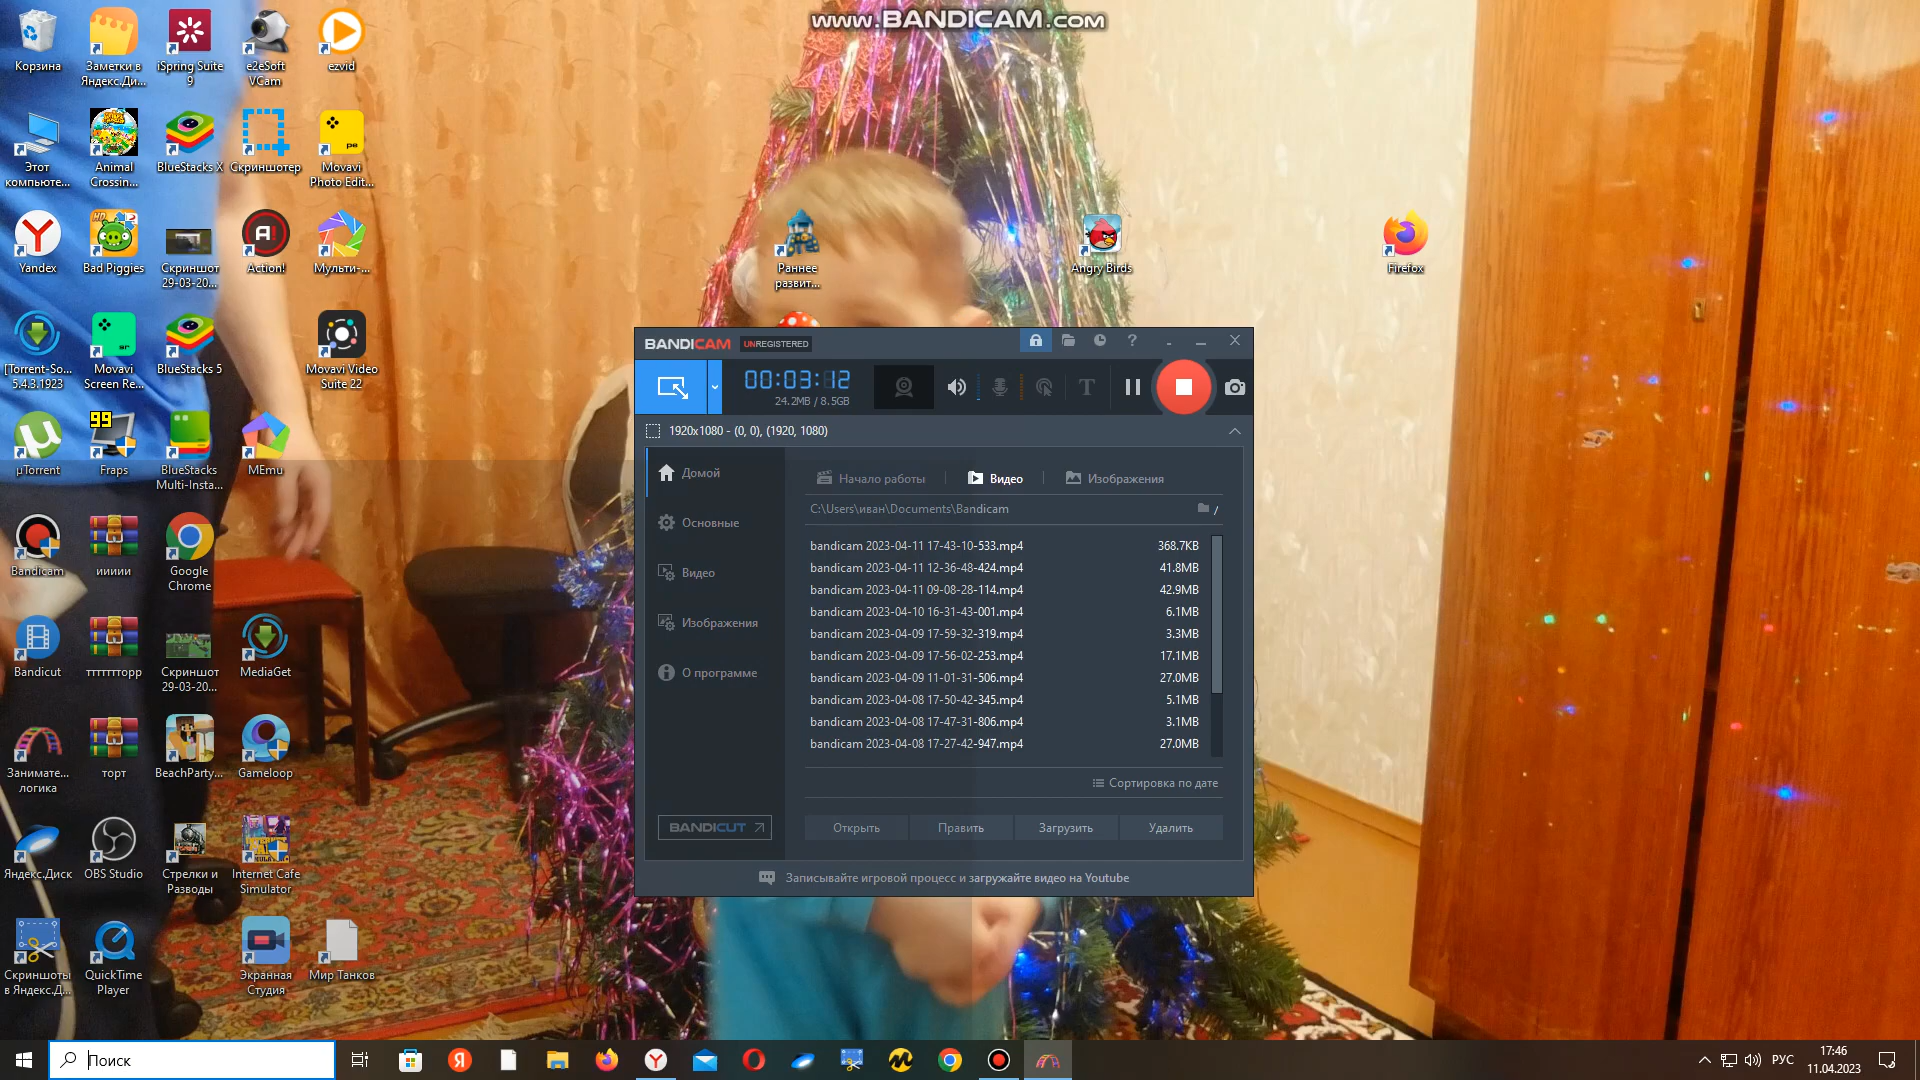 www.BANDICAM.com
Корзина
Заметки в
Яндекс.Ди...
iSpring Suite
9
e2eSoft
VCam
ezvid
Этот
компьюте...
Animal
Crossin...
BlueStacks X
Скриншотер
Movavi
Photo Edit...
Yandex
Bad Piggies
Скриншот
29-03-20...
Action!
Мульти-...
Раннее
развит...
Angry Birds
Firefox
[Torrent-So...
5.4.3.1923
Movavi
Screen Re...
BlueStacks 5
Movavi Video
Suite 22
µTorrent
99
Fraps
BlueStacks
Multi-Insta...
MEmu
Bandicam
иииии
Google
Chrome
Bandicut
тттттторр
Скриншот
29-03-20...
MediaGet
Занимате...
логика
торт
BeachParty...
Gameloop
Яндекс.Диск
OBS Studio
Стрелки и
Разводы
Internet Cafe
Simulator
Скриншоты
в Яндекс.Д...
QuickTime
Player
Экранная
Студия
Мир Танков
BANDICAM UNREGISTERED
00:03:12
24.2MB / 8.5GB
1920x1080 - (0, 0), (1920, 1080)
Домой
Основные
Видео
Изображения
О программе
BANDICUT
Начало работы
Видео
Изображения
C:\Users\иван\Documents\Bandicam
bandicam 2023-04-11 17-43-10-533.mp4 368.7KB
bandicam 2023-04-11 12-36-48-424.mp4 41.8MB
bandicam 2023-04-11 09-08-28-114.mp4 42.9MB
bandicam 2023-04-10 16-31-43-001.mp4 6.1MB
bandicam 2023-04-09 17-59-32-319.mp4 3.3MB
bandicam 2023-04-09 17-56-02-253.mp4 17.1MB
bandicam 2023-04-09 11-01-31-506.mp4 27.0MB
bandicam 2023-04-08 17-50-42-345.mp4 5.1MB
bandicam 2023-04-08 17-47-31-806.mp4 3.1MB
bandicam 2023-04-08 17-27-42-947.mp4 27.0MB
Сортировка по дате
Открыть
Править
Загрузить
Удалить
Записывайте игровой процесс и загружайте видео на Youtube
Поиск
РУС
17:46
11.04.2023